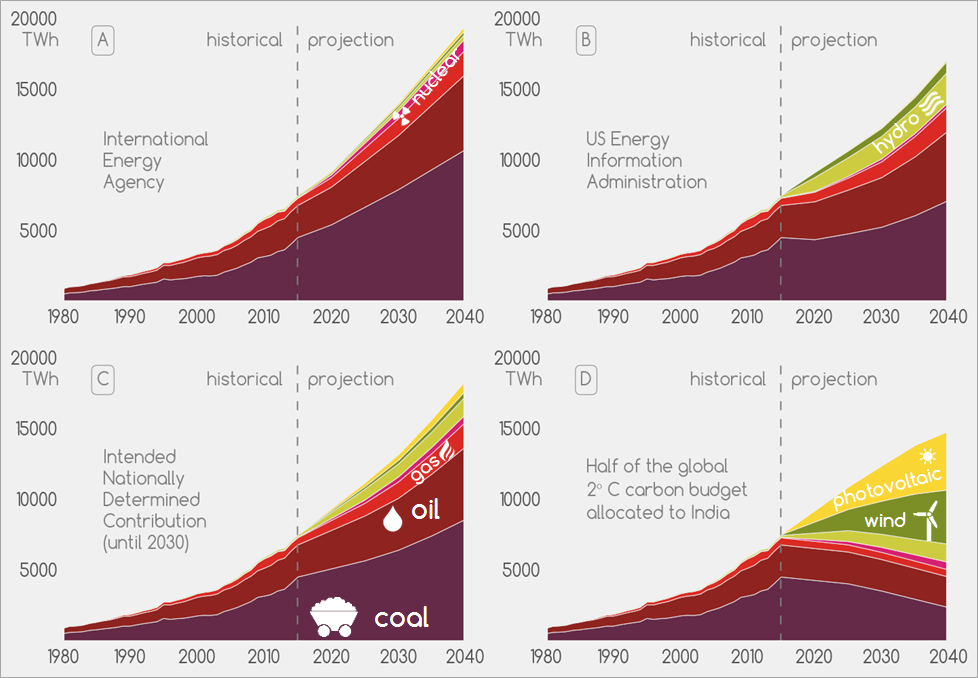 20000
TWh
A
historical
projection
15000
nuclear
International
Energy
Agency
10000
5000
1980 1990 2000 2010 2020 2030 2040
20000
TWh
B
historical
projection
15000
hydro
US Energy
Information
Administration
10000
5000
1980 1990 2000 2010 2020 2030 2040
20000
TWh
C
historical
projection
15000
Intended
Nationally
Determined
Contribution
(until 2030)
gas
10000
oil
5000
coal
1980 1990 2000 2010 2020 2030 2040
20000
TWh
D
historical
projection
15000
Half of the global
2° C carbon budget
allocated to India
photovoltaic
10000
wind
5000
1980 1990 2000 2010 2020 2030 2040